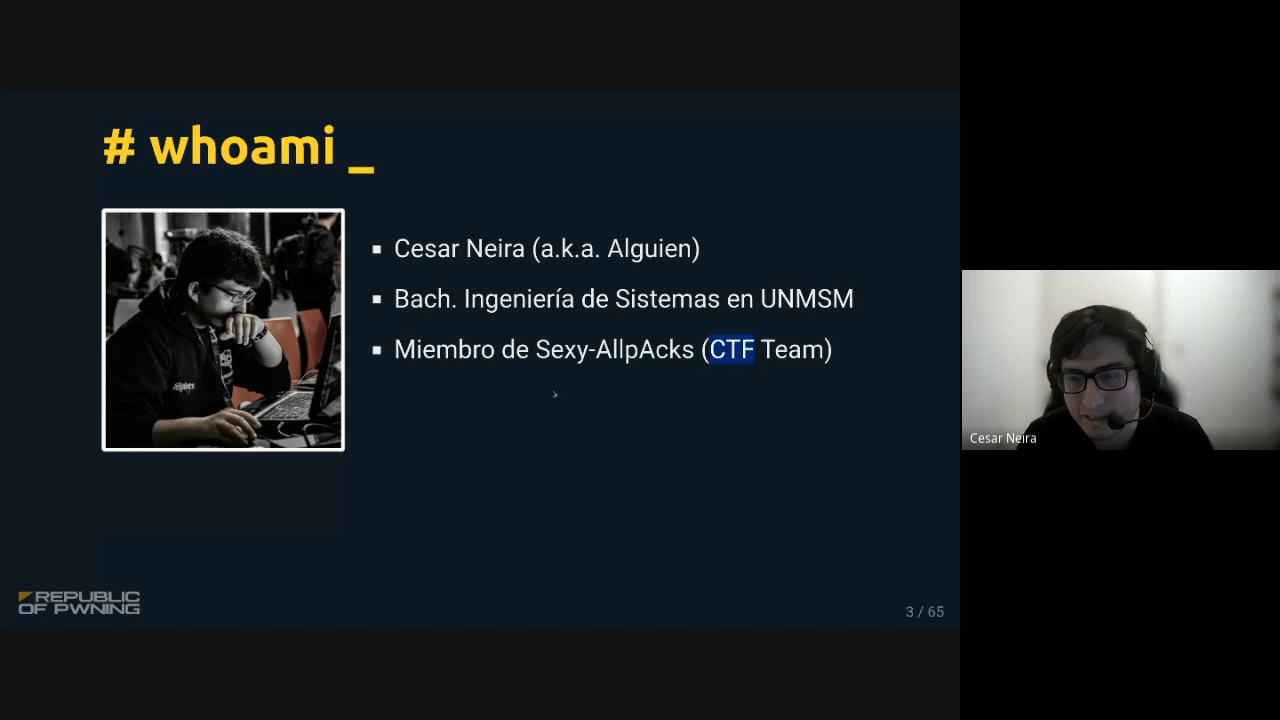 # whoami _
Cesar Neira (a.k.a. Alguien)
Bach. Ingeniería de Sistemas en UNMSM
Miembro de Sexy-AllpAcks (CTF Team)
Cesar Neira
REPUBLIC
OF PWNING
3 / 65